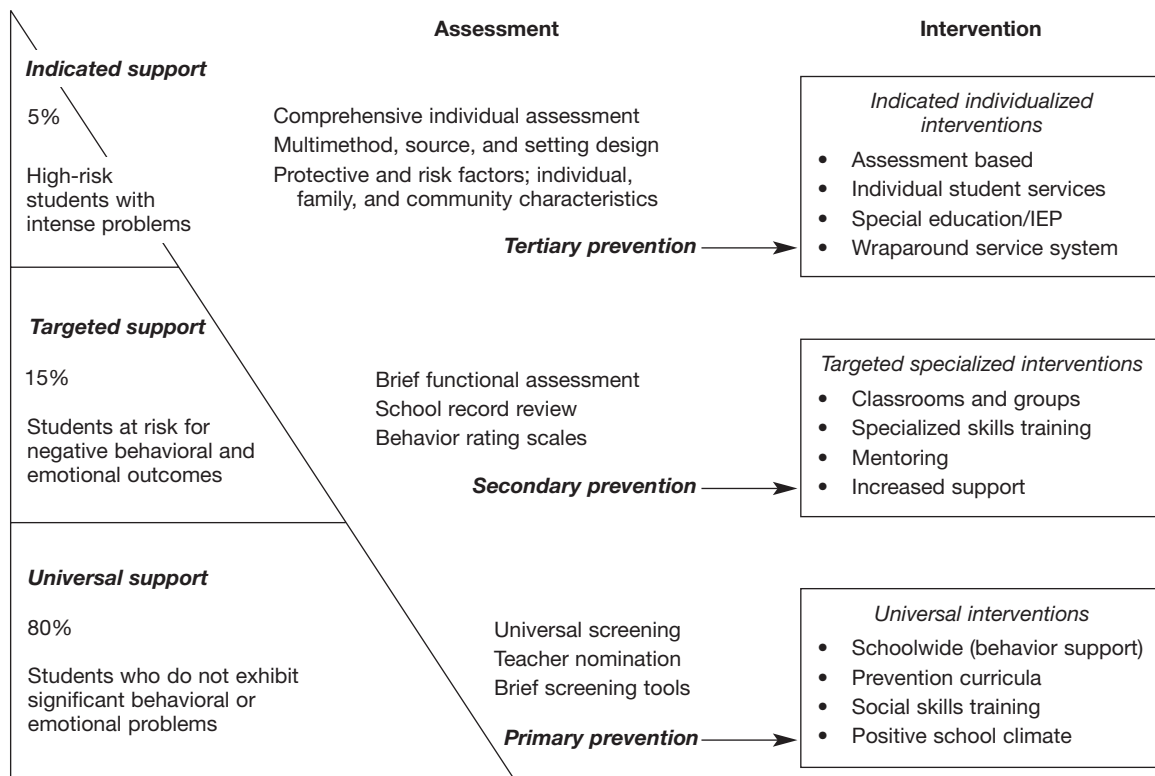 Assessment
Intervention
Indicated support
5%
High-risk
students with
intense problems
Comprehensive individual assessment
Multimethod, source, and setting design
Protective and risk factors; individual,
family, and community characteristics
Tertiary prevention
Indicated individualized
interventions
• Assessment based
• Individual student services
• Special education/IEP
• Wraparound service system
Targeted support
15%
Students at risk for
negative behavioral and
emotional outcomes
Brief functional assessment
School record review
Behavior rating scales
Secondary prevention
Targeted specialized interventions
• Classrooms and groups
• Specialized skills training
• Mentoring
• Increased support
Universal support
80%
Students who do not exhibit
significant behavioral or
emotional problems
Universal screening
Teacher nomination
Brief screening tools
Primary prevention
Universal interventions
• Schoolwide (behavior support)
• Prevention curricula
• Social skills training
• Positive school climate